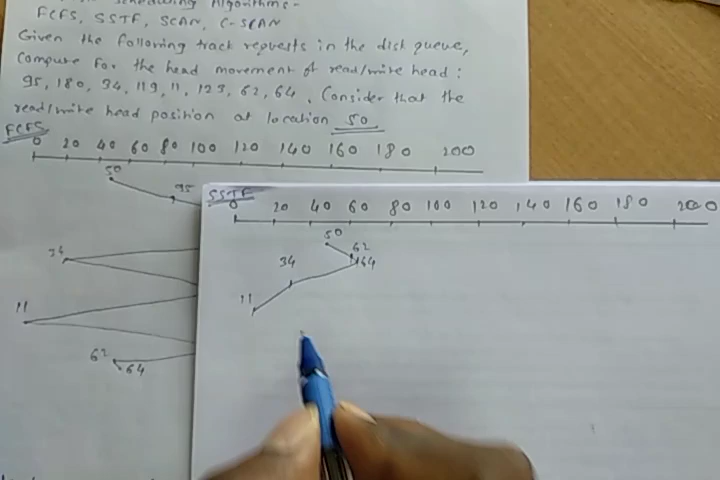 Scheduling Algorithms-
FCFS, SSTF, SCAN, C-SCAN
Given the following track requests in the disk queue,
compute for the head movement of read/write head:
95, 180, 34, 119, 11, 123, 62, 64. Consider that the
read/write head position at location 50.
FCFS
0 20 40 60 80 100 120 140 160 180 200
50
95
34
11
62
64
SSTF
0 20 40 60 80 100 120 140 160 180 200
50
62
64
34
11